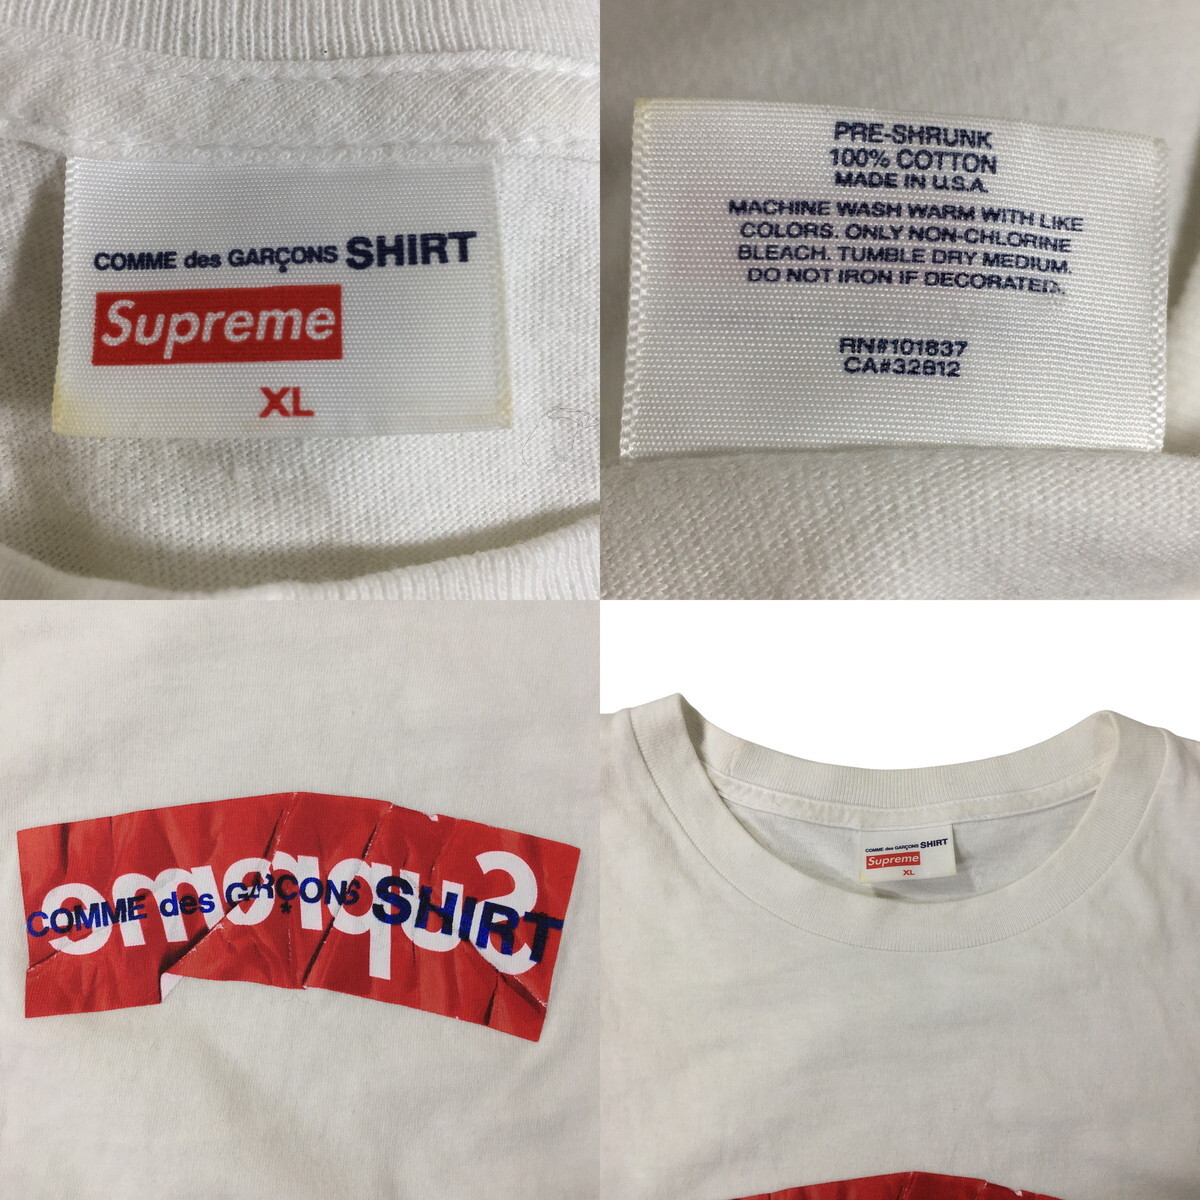 COMME des GARÇONS SHIRT
Supreme
XL
PRE-SHRUNK
100% COTTON
MADE IN U.S.A.
MACHINE WASH WARM WITH LIKE
COLORS. ONLY NON-CHLORINE
BLEACH. TUMBLE DRY MEDIUM.
DO NOT IRON IF DECORATED.
RN#101837
CA#32812
Supreme
COMME des GARÇONS SHIRT
COMME des GARÇONS SHIRT
Supreme
XL